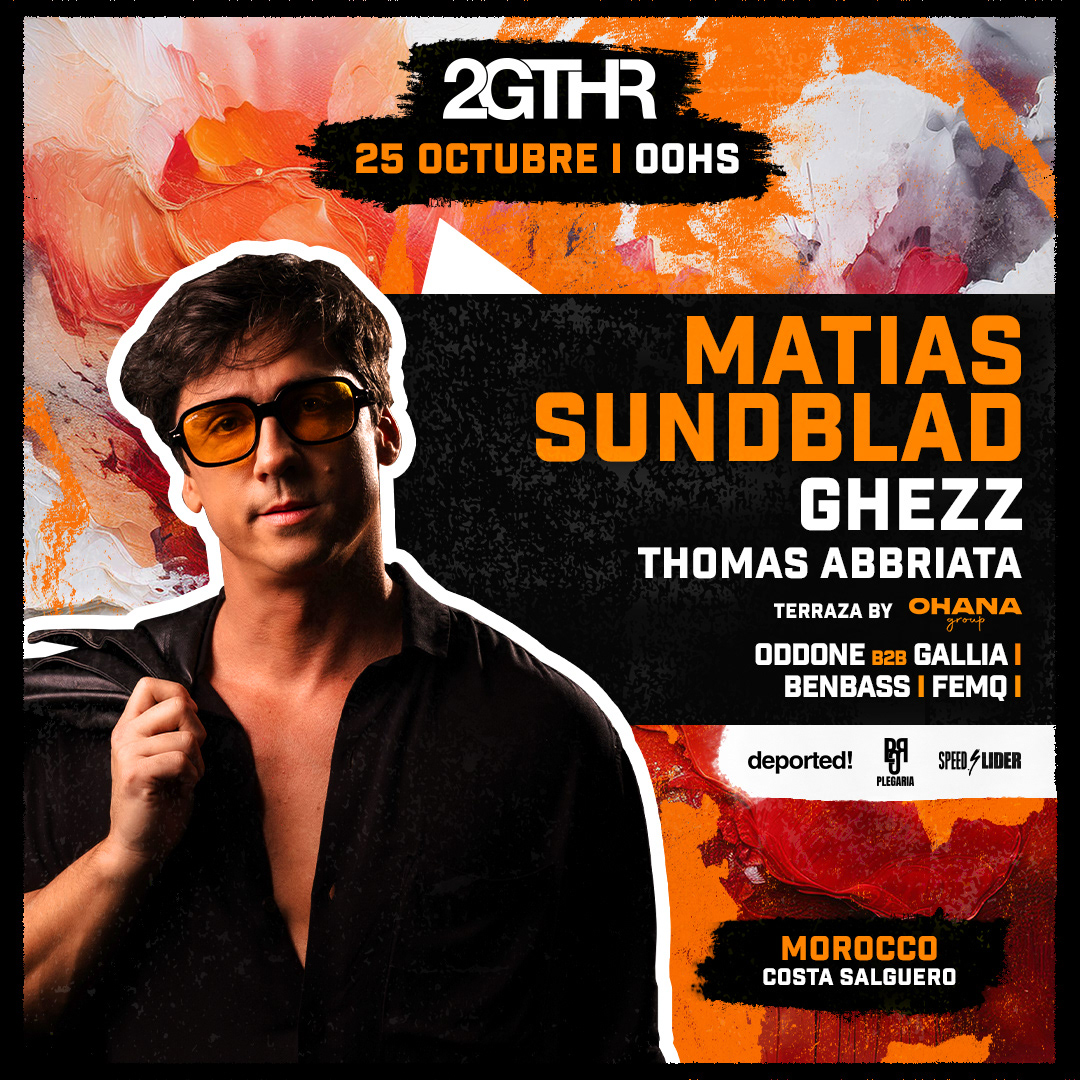 2GTHR
25 OCTUBRE | 00HS
MATIAS
SUNDBLAD
GHEZZ
THOMAS ABBRIATA
TERRAZA BY OHANA group
ODDONE B2B GALLIA |
BENBASS | FEMQ |
deported! PLEGARIA SPEED LIDER
MOROCCO
COSTA SALGUERO